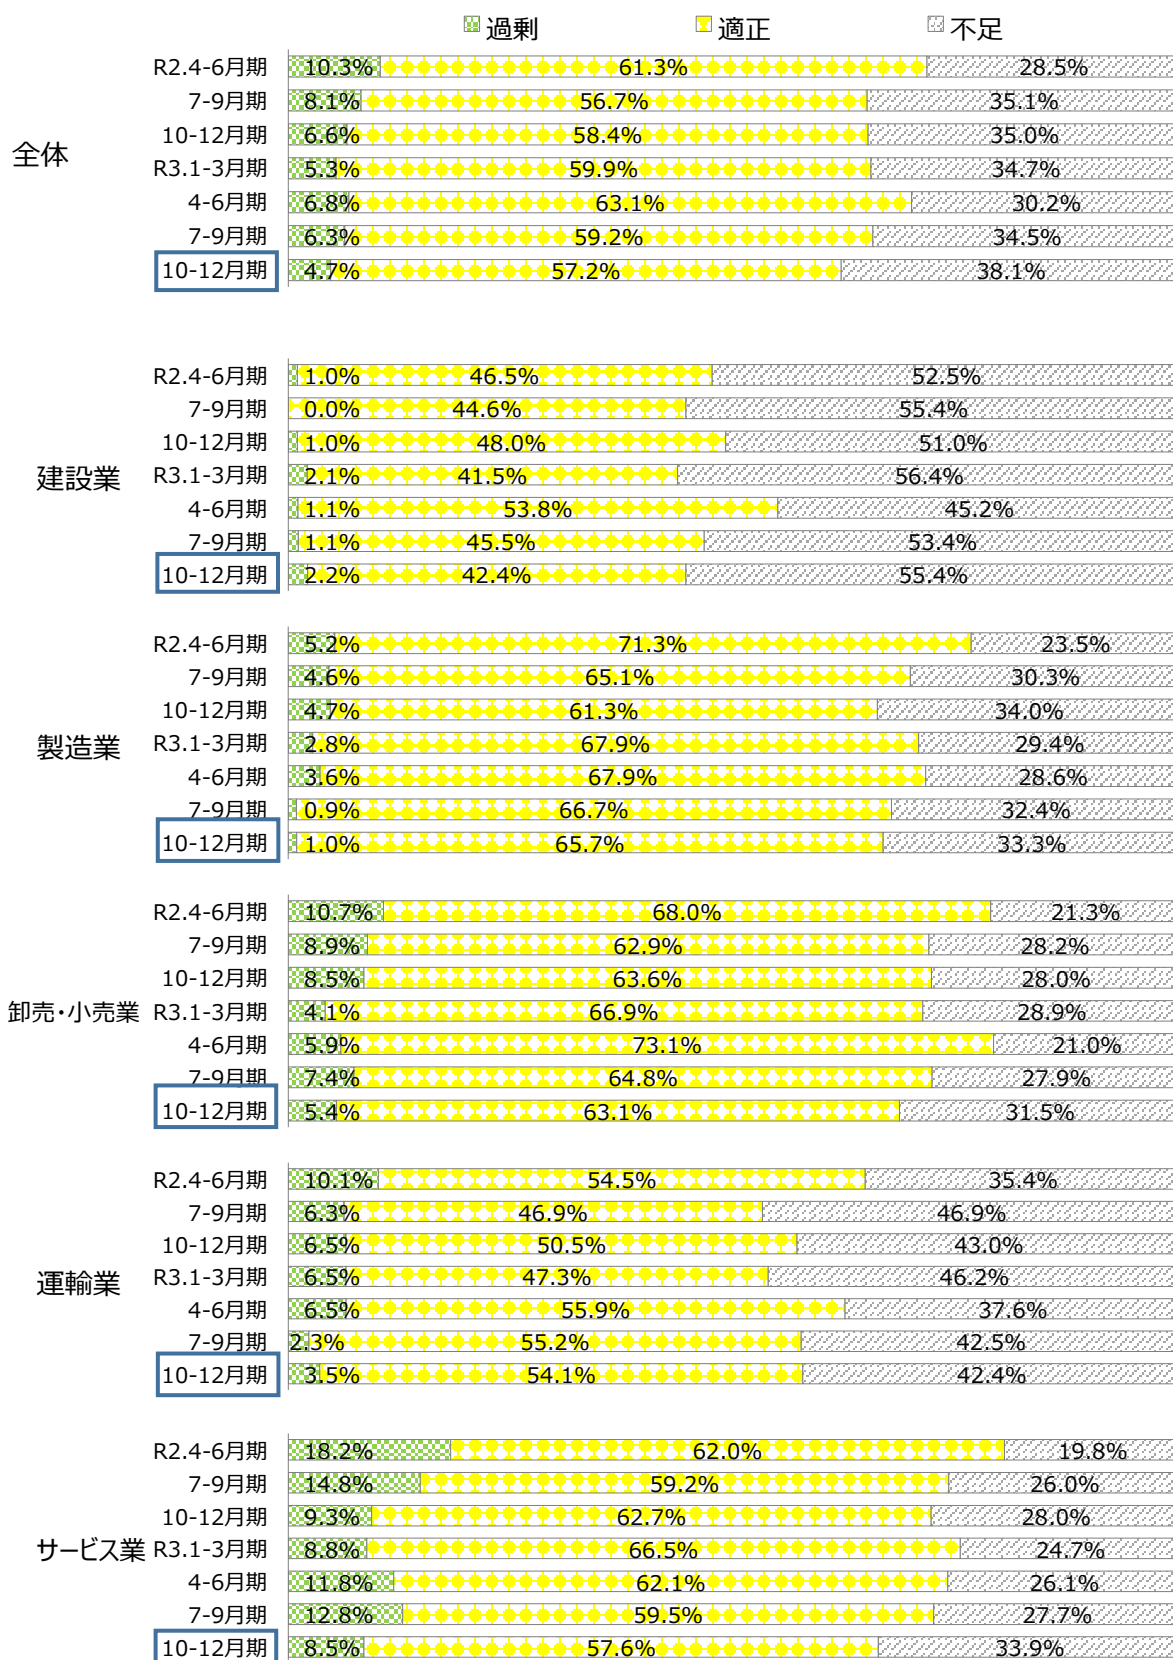 過剰 適正 不足
全体
R2.4-6月期 10.3% 61.3% 28.5%
7-9月期 8.1% 56.7% 35.1%
10-12月期 6.6% 58.4% 35.0%
R3.1-3月期 5.3% 59.9% 34.7%
4-6月期 6.8% 63.1% 30.2%
7-9月期 6.3% 59.2% 34.5%
10-12月期 4.7% 57.2% 38.1%
建設業
R2.4-6月期 1.0% 46.5% 52.5%
7-9月期 0.0% 44.6% 55.4%
10-12月期 1.0% 48.0% 51.0%
R3.1-3月期 2.1% 41.5% 56.4%
4-6月期 1.1% 53.8% 45.2%
7-9月期 1.1% 45.5% 53.4%
10-12月期 2.2% 42.4% 55.4%
製造業
R2.4-6月期 5.2% 71.3% 23.5%
7-9月期 4.6% 65.1% 30.3%
10-12月期 4.7% 61.3% 34.0%
R3.1-3月期 2.8% 67.9% 29.4%
4-6月期 3.6% 67.9% 28.6%
7-9月期 0.9% 66.7% 32.4%
10-12月期 1.0% 65.7% 33.3%
卸売・小売業
R2.4-6月期 10.7% 68.0% 21.3%
7-9月期 8.9% 62.9% 28.2%
10-12月期 8.5% 63.6% 28.0%
R3.1-3月期 4.1% 66.9% 28.9%
4-6月期 5.9% 73.1% 21.0%
7-9月期 7.4% 64.8% 27.9%
10-12月期 5.4% 63.1% 31.5%
運輸業
R2.4-6月期 10.1% 54.5% 35.4%
7-9月期 6.3% 46.9% 46.9%
10-12月期 6.5% 50.5% 43.0%
R3.1-3月期 6.5% 47.3% 46.2%
4-6月期 6.5% 55.9% 37.6%
7-9月期 2.3% 55.2% 42.5%
10-12月期 3.5% 54.1% 42.4%
サービス業
R2.4-6月期 18.2% 62.0% 19.8%
7-9月期 14.8% 59.2% 26.0%
10-12月期 9.3% 62.7% 28.0%
R3.1-3月期 8.8% 66.5% 24.7%
4-6月期 11.8% 62.1% 26.1%
7-9月期 12.8% 59.5% 27.7%
10-12月期 8.5% 57.6% 33.9%